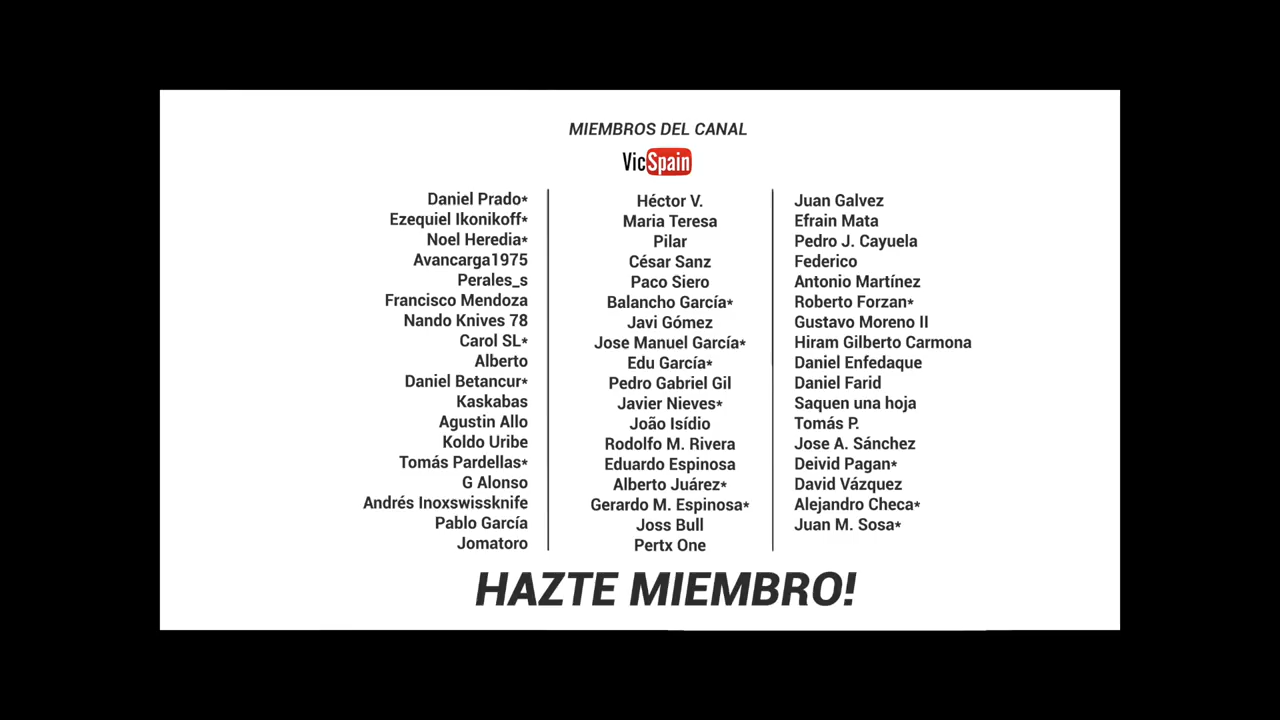 MIEMBROS DEL CANAL
VicSpain
Daniel Prado*
Ezequiel Ikonikoff*
Noel Heredia*
Avancarga1975
Perales_s
Francisco Mendoza
Nando Knives 78
Carol SL*
Alberto
Daniel Betancur*
Kaskabas
Agustin Allo
Koldo Uribe
Tomás Pardellas*
G Alonso
Andrés Inoxswissknife
Pablo García
Jomatoro
Héctor V.
Maria Teresa
Pilar
César Sanz
Paco Siero
Balancho García*
Javi Gómez
Jose Manuel García*
Edu García*
Pedro Gabriel Gil
Javier Nieves*
João Isídio
Rodolfo M. Rivera
Eduardo Espinosa
Alberto Juárez*
Gerardo M. Espinosa*
Joss Bull
Pertx One
Juan Galvez
Efrain Mata
Pedro J. Cayuela
Federico
Antonio Martínez
Roberto Forzan*
Gustavo Moreno II
Hiram Gilberto Carmona
Daniel Enfedaque
Daniel Farid
Saquen una hoja
Tomás P.
Jose A. Sánchez
Deivid Pagan*
David Vázquez
Alejandro Checa*
Juan M. Sosa*
HAZTE MIEMBRO!